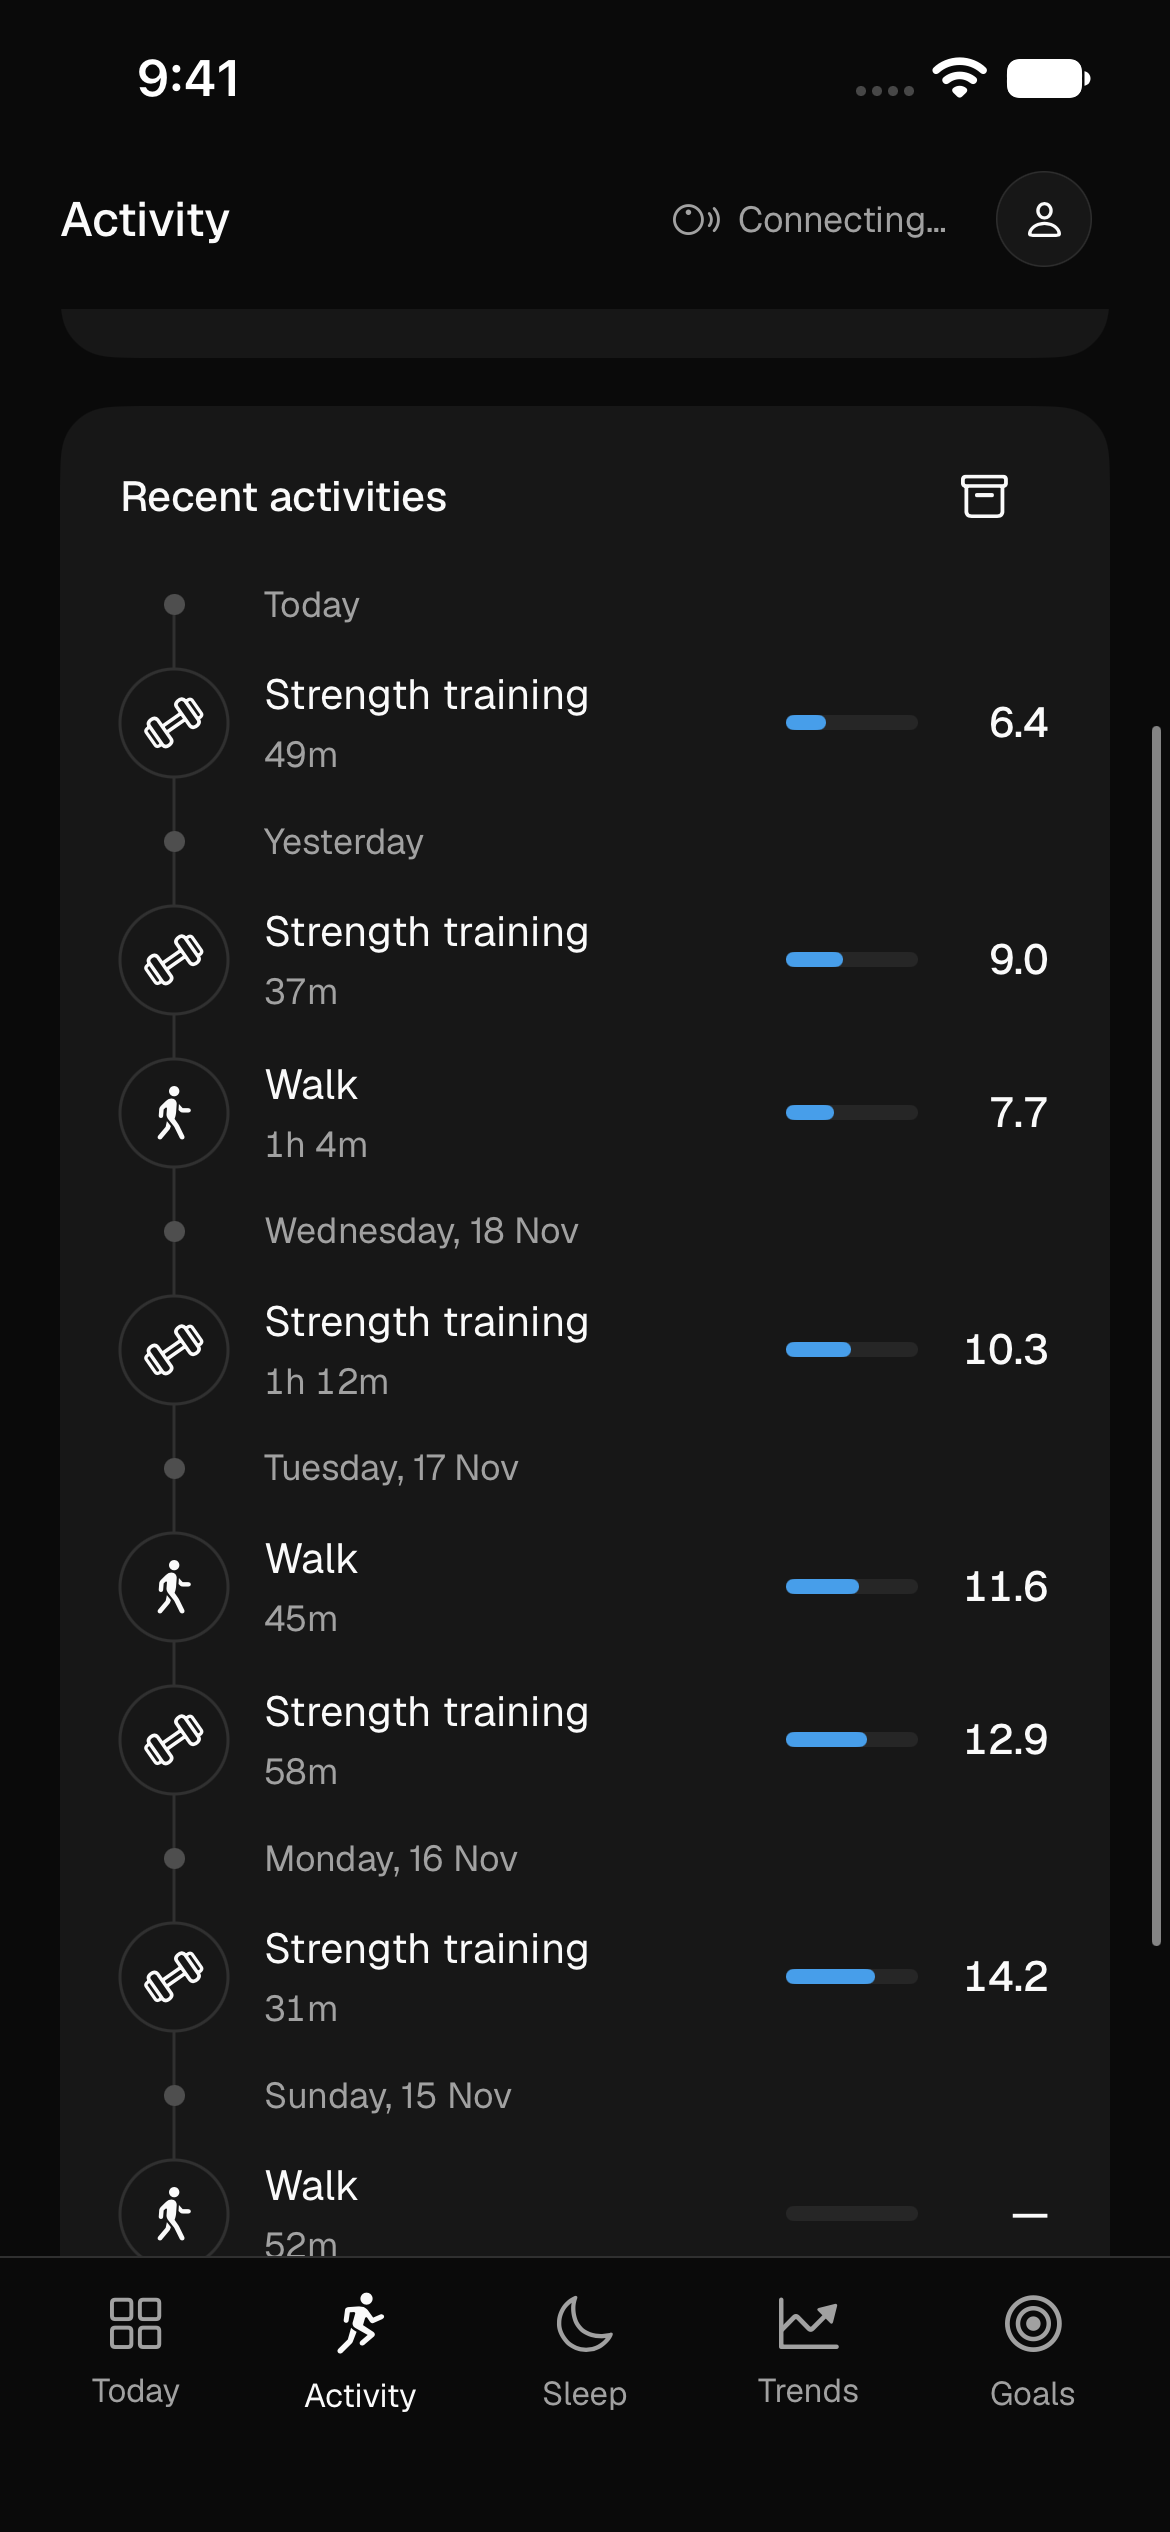 9:41
Activity
Connecting...
Recent activities
Today
Strength training
49m
6.4
Yesterday
Strength training
37m
9.0
Walk
1h 4m
7.7
Wednesday, 18 Nov
Strength training
1h 12m
10.3
Tuesday, 17 Nov
Walk
45m
11.6
Strength training
58m
12.9
Monday, 16 Nov
Strength training
31m
14.2
Sunday, 15 Nov
Walk
52m
—
Today
Activity
Sleep
Trends
Goals